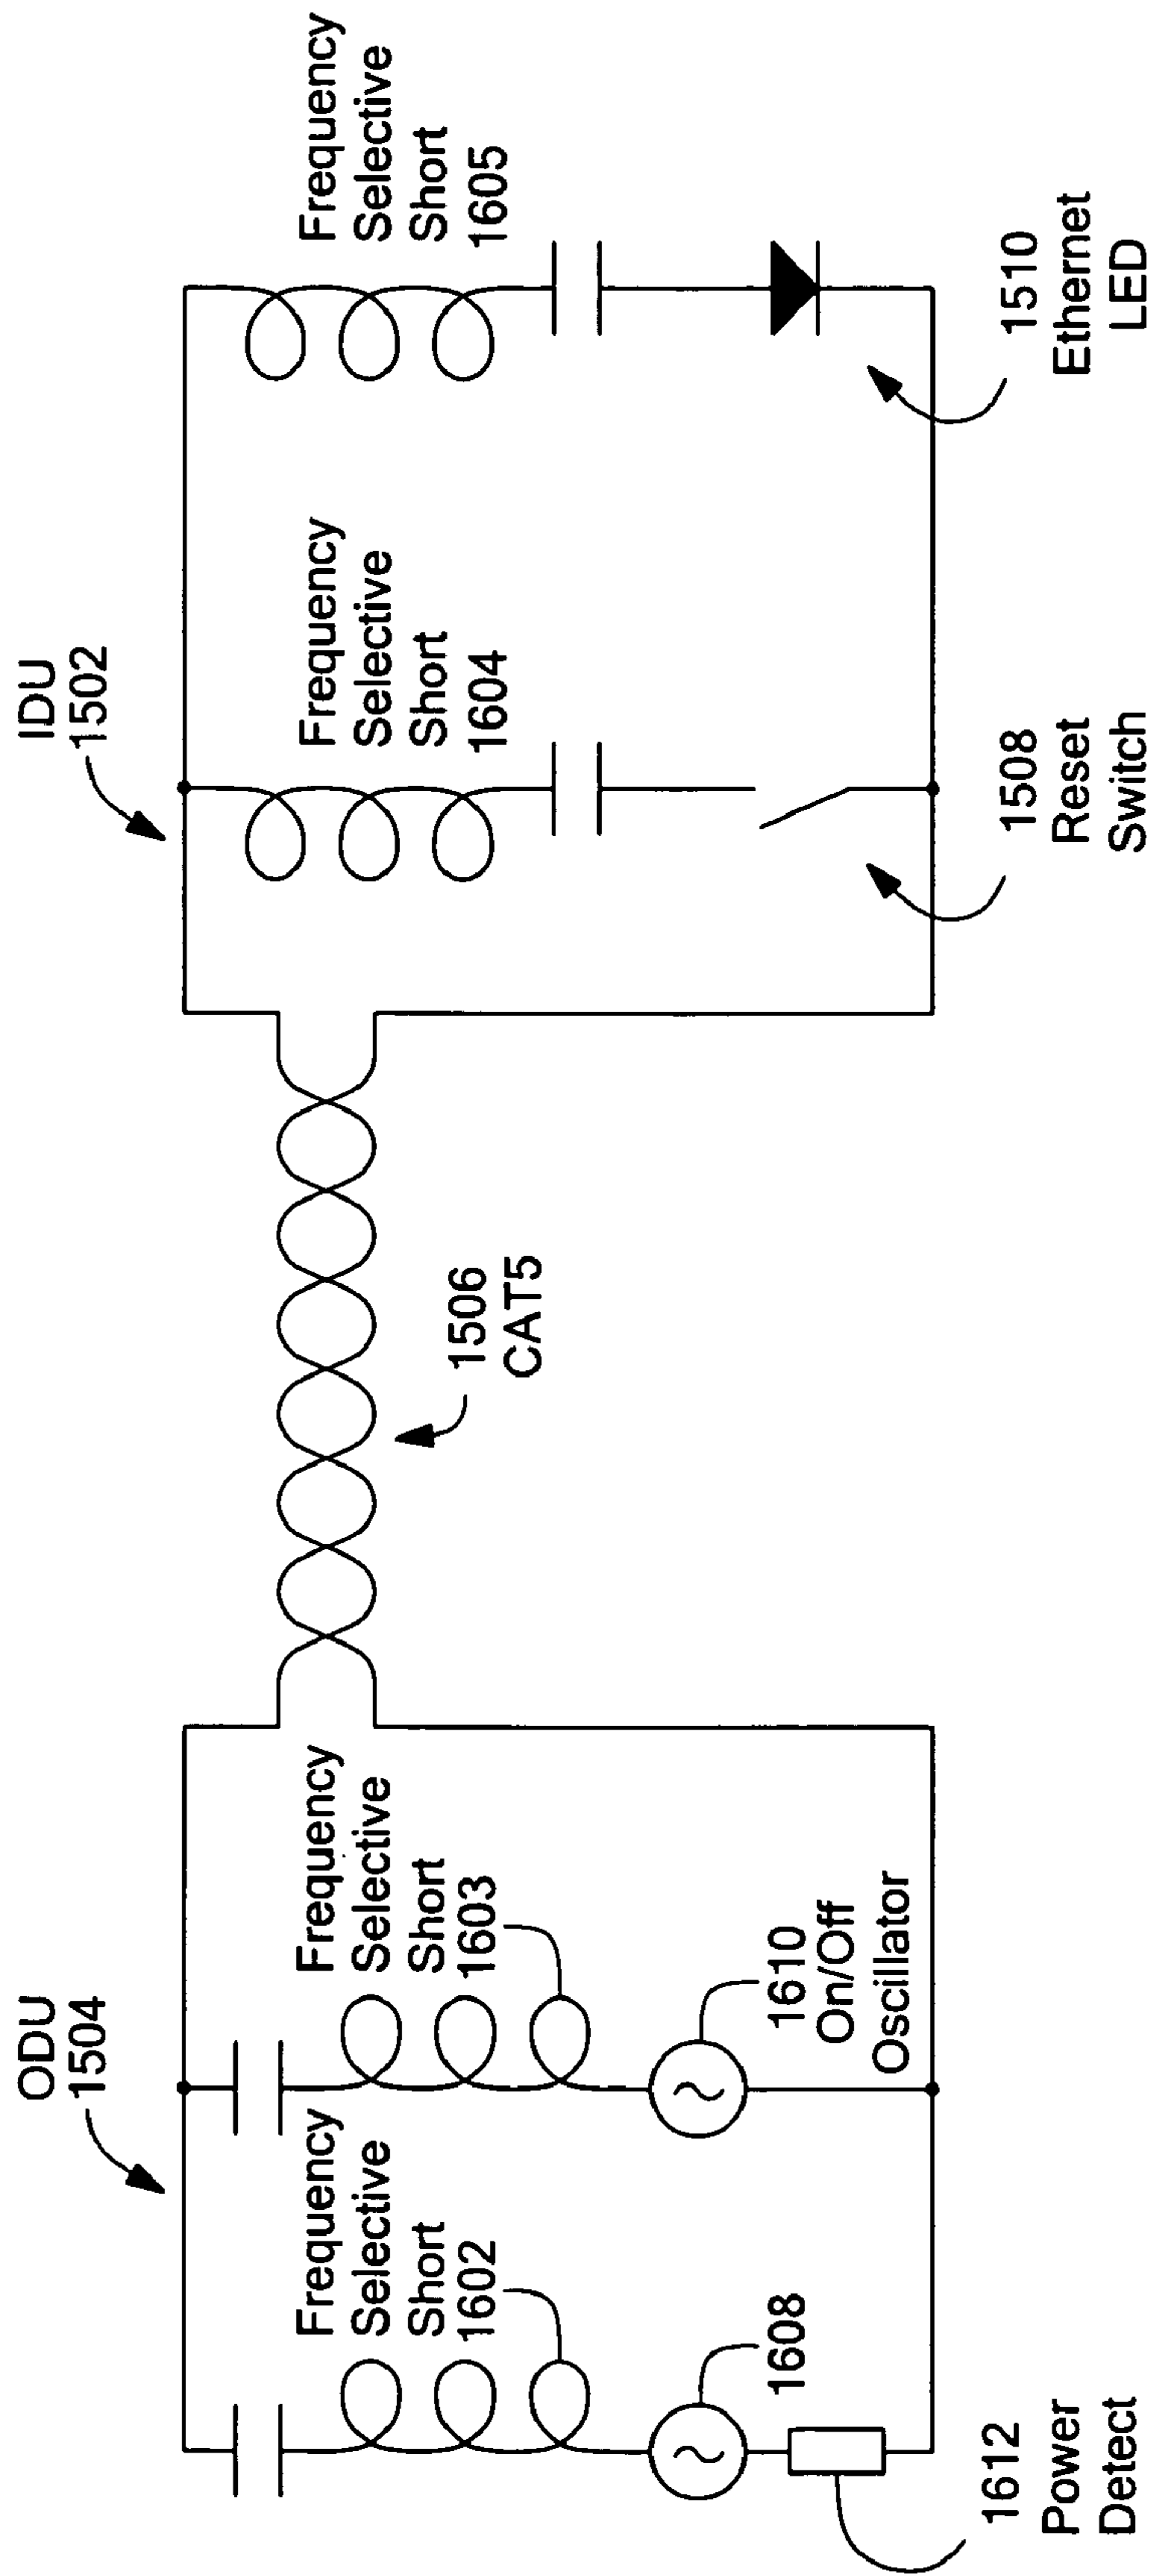 ODU
1504
IDU
1502
Frequency
Selective
Short
1602
Frequency
Selective
Short
1603
Frequency
Selective
Short
1604
Frequency
Selective
Short
1605
1506
CAT5
1608
1610
On/Off
Oscillator
1612
Power
Detect
1508
Reset
Switch
1510
Ethernet
LED